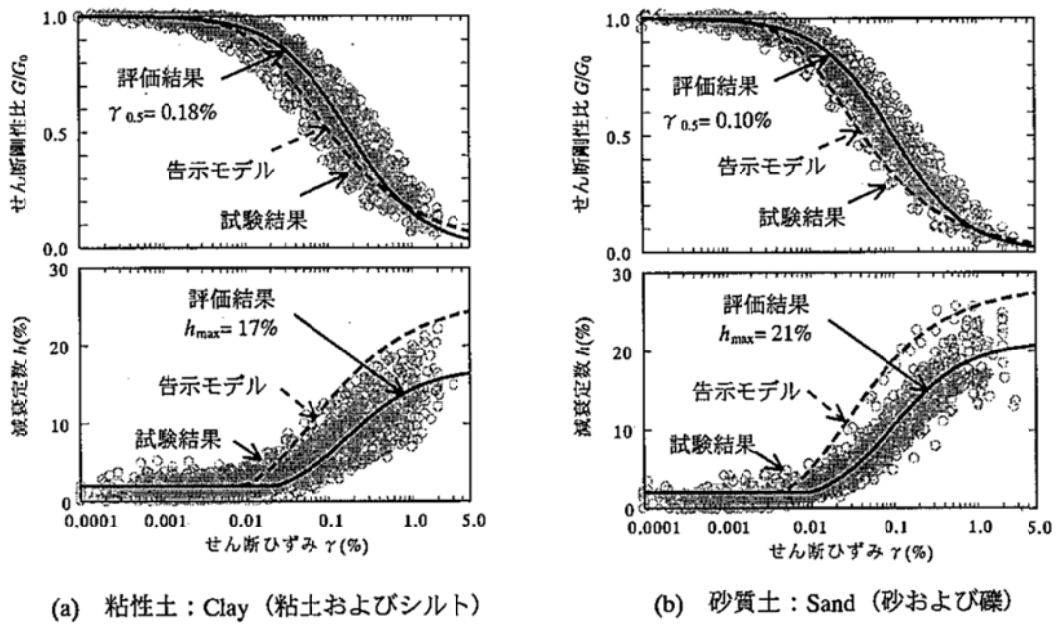 せん断剛性比 G/G0
1.0
0.5
0.0
評価結果
γ0.5= 0.18%
告示モデル
試験結果
減衰定数 h(%)
30
20
10
0
評価結果
hmax= 17%
告示モデル
試験結果
0.0001 0.001 0.01 0.1 1.0 5.0
せん断ひずみ γ(%)
(a) 粘性土：Clay（粘土およびシルト）
せん断剛性比 G/G0
1.0
0.5
0.0
評価結果
γ0.5= 0.10%
告示モデル
試験結果
減衰定数 h(%)
30
20
10
0
評価結果
hmax= 21%
告示モデル
試験結果
0.0001 0.001 0.01 0.1 1.0 5.0
せん断ひずみ γ(%)
(b) 砂質土：Sand（砂および礫）